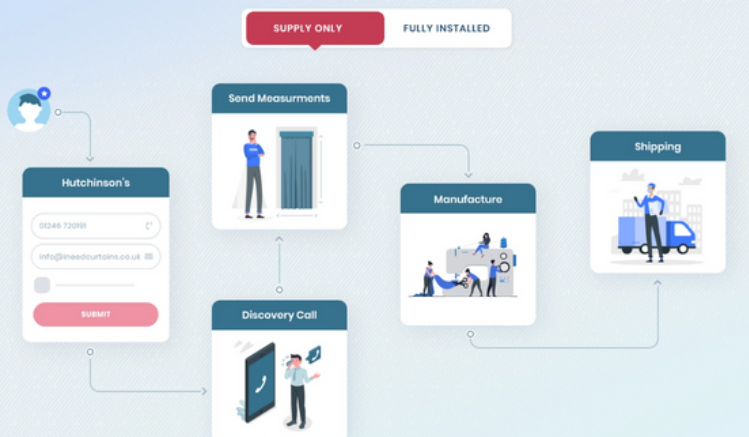 SUPPLY ONLY
FULLY INSTALLED
Hutchinson's
01246 720191
info@ineedcurtains.co.uk
SUBMIT
Discovery Call
Send Measurments
Manufacture
Shipping